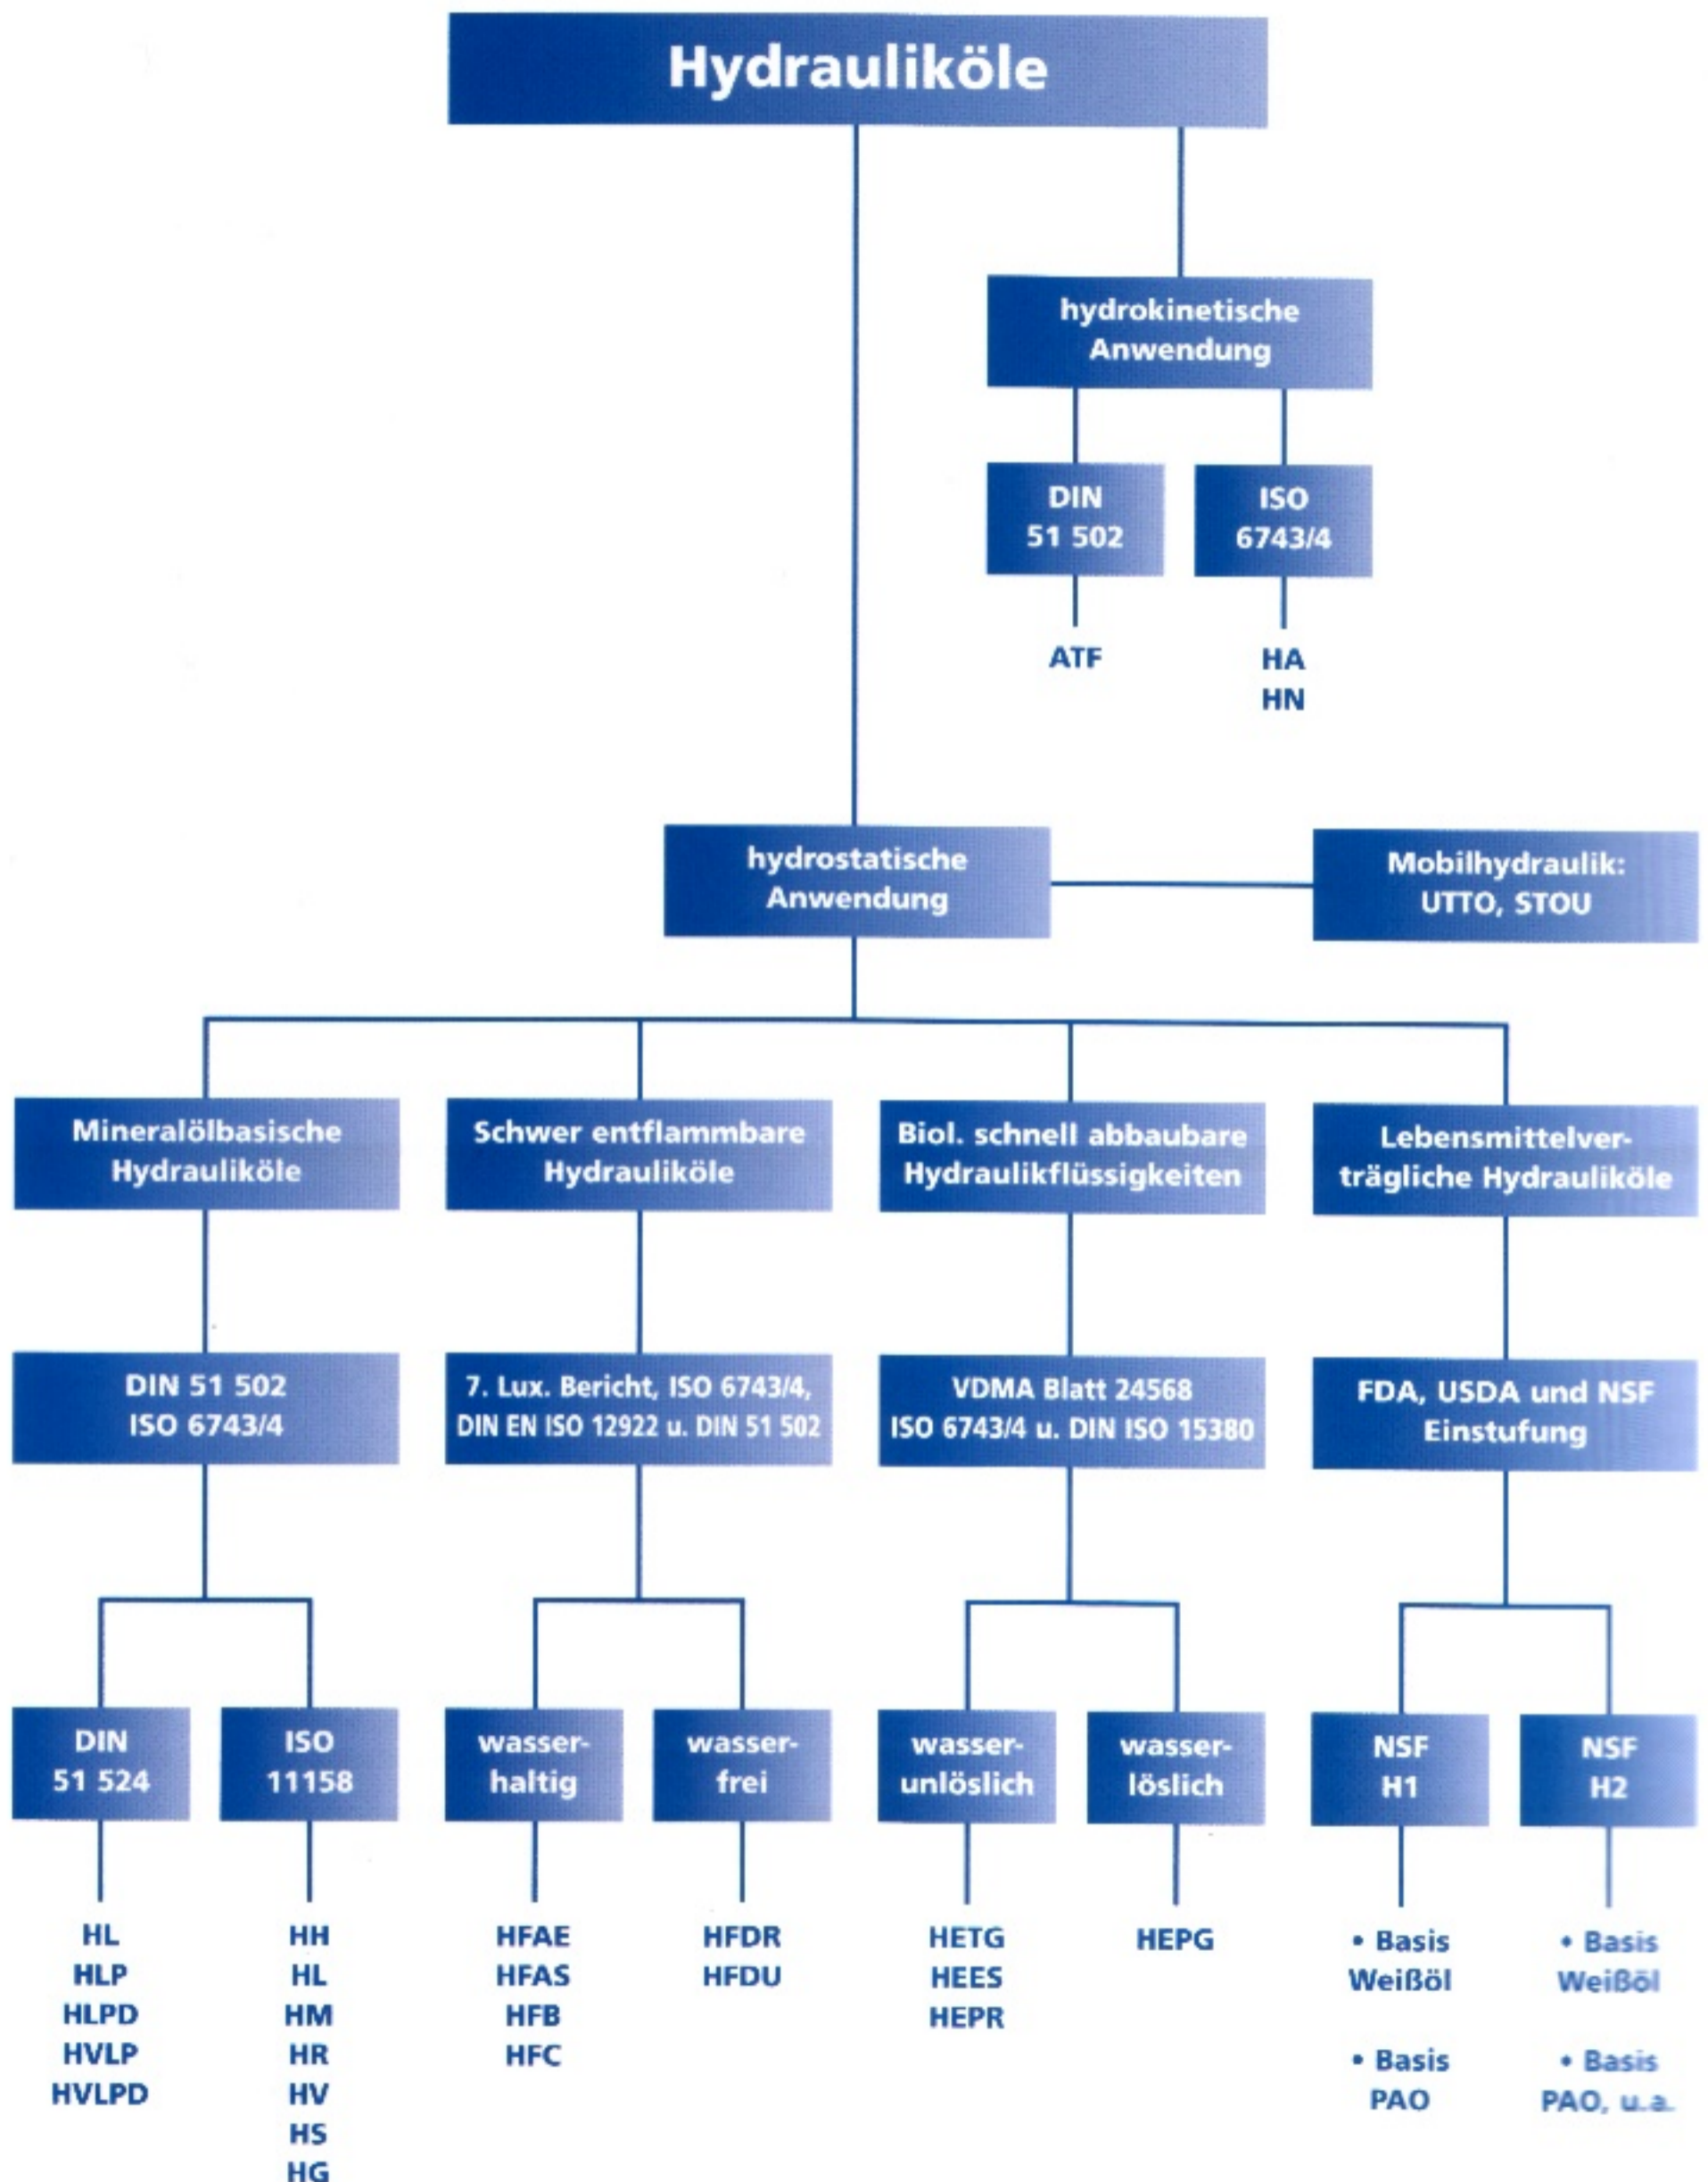 Hydrauliköle
hydrokinetische
Anwendung
DIN
51 502
ISO
6743/4
ATF
HA
HN
hydrostatische
Anwendung
Mobilhydraulik:
UTTO, STOU
Mineralölbasische
Hydrauliköle
Schwer entflammbare
Hydrauliköle
Biol. schnell abbaubare
Hydraulikflüssigkeiten
Lebensmittelver-
trägliche Hydrauliköle
DIN 51 502
ISO 6743/4
7. Lux. Bericht, ISO 6743/4,
DIN EN ISO 12922 u. DIN 51 502
VDMA Blatt 24568
ISO 6743/4 u. DIN ISO 15380
FDA, USDA und NSF
Einstufung
DIN
51 524
ISO
11158
wasser-
haltig
wasser-
frei
wasser-
unlöslich
wasser-
löslich
NSF
H1
NSF
H2
HL
HLP
HLPD
HVLP
HVLPD
HH
HL
HM
HR
HV
HS
HG
HFAE
HFAS
HFB
HFC
HFDR
HFDU
HETG
HEES
HEPR
HEPG
• Basis
Weißöl
• Basis
PAO
• Basis
Weißöl
• Basis
PAO, u.a.